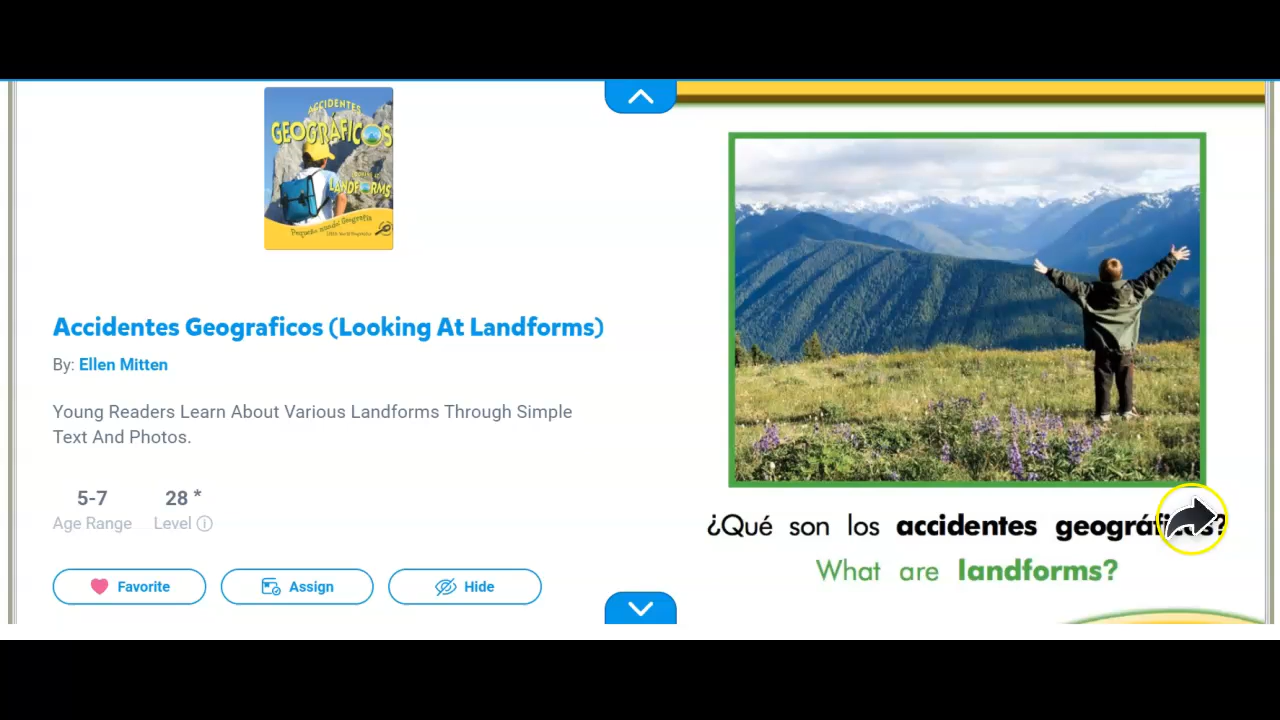 ACCIDENTES
GEOGRÁFICOS
LANDFORMS
Accidentes Geograficos (Looking At Landforms)
By: Ellen Mitten
Young Readers Learn About Various Landforms Through Simple
Text And Photos.
5-7
28 *
Age Range
Level
Favorite
Assign
Hide
¿Qué son los accidentes
What are landforms?